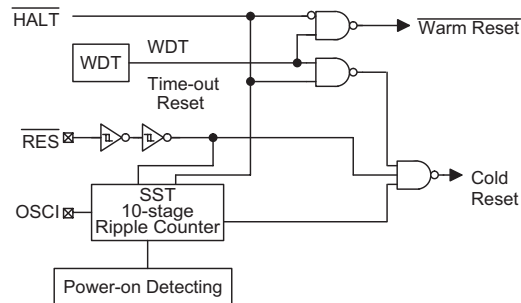 HALT
Warm Reset
WDT
WDT
Time-out
Reset
RES
Cold
Reset
SST
OSCI
10-stage
Ripple Counter
Power-on Detecting